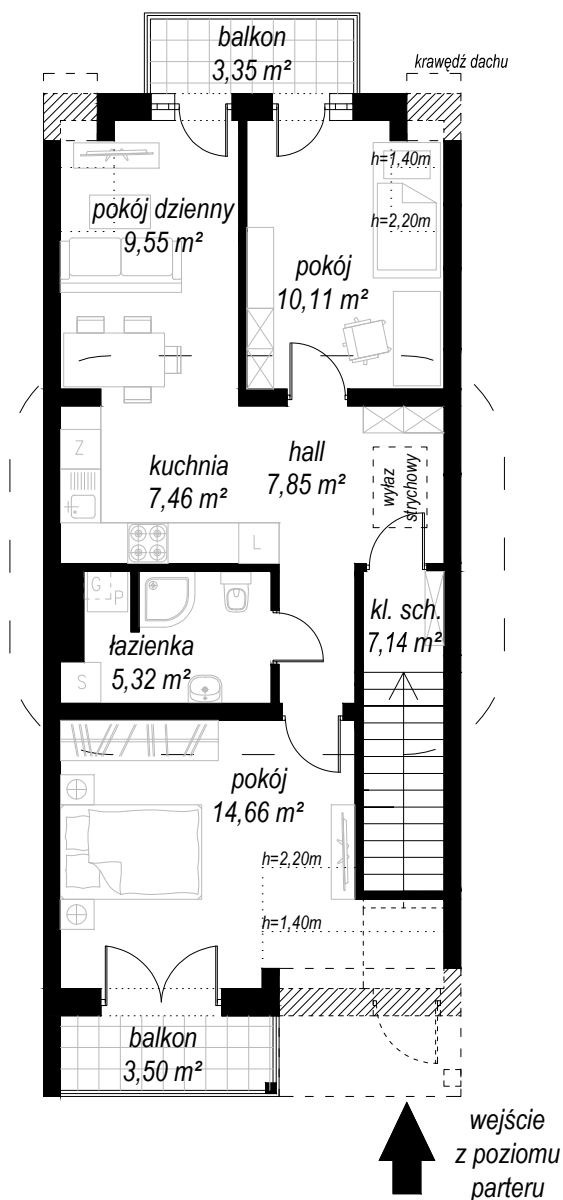 balkon
3,35 m²
krawędź dachu
h=1,40m
pokój dzienny
9,55 m²
h=2,20m
pokój
10,11 m²
Z
kuchnia
7,46 m²
hall
7,85 m²
wyłaz
strychowy
L
G
P
łazienka
5,32 m²
kl. sch.
7,14 m²
S
pokój
14,66 m²
h=2,20m
h=1,40m
balkon
3,50 m²
wejście
z poziomu
parteru